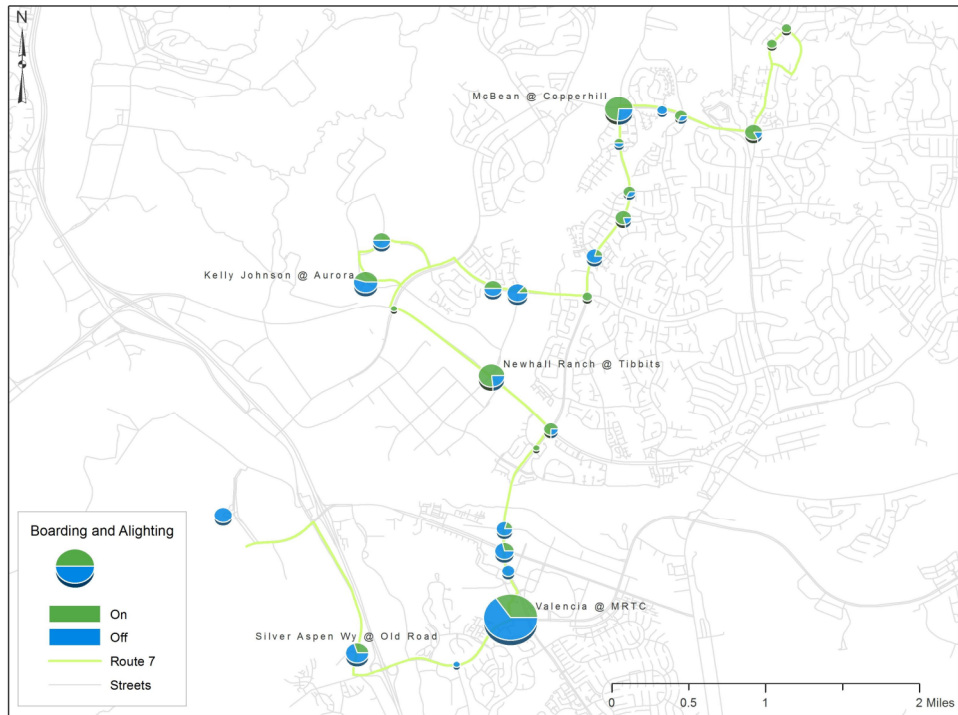 N
McBean @ Copperhill
Kelly Johnson @ Aurora
Newhall Ranch @ Tibbits
Valencia @ MRTC
Silver Aspen Wy @ Old Road
Boarding and Alighting
On
Off
Route 7
Streets
0 0.5 1 2 Miles